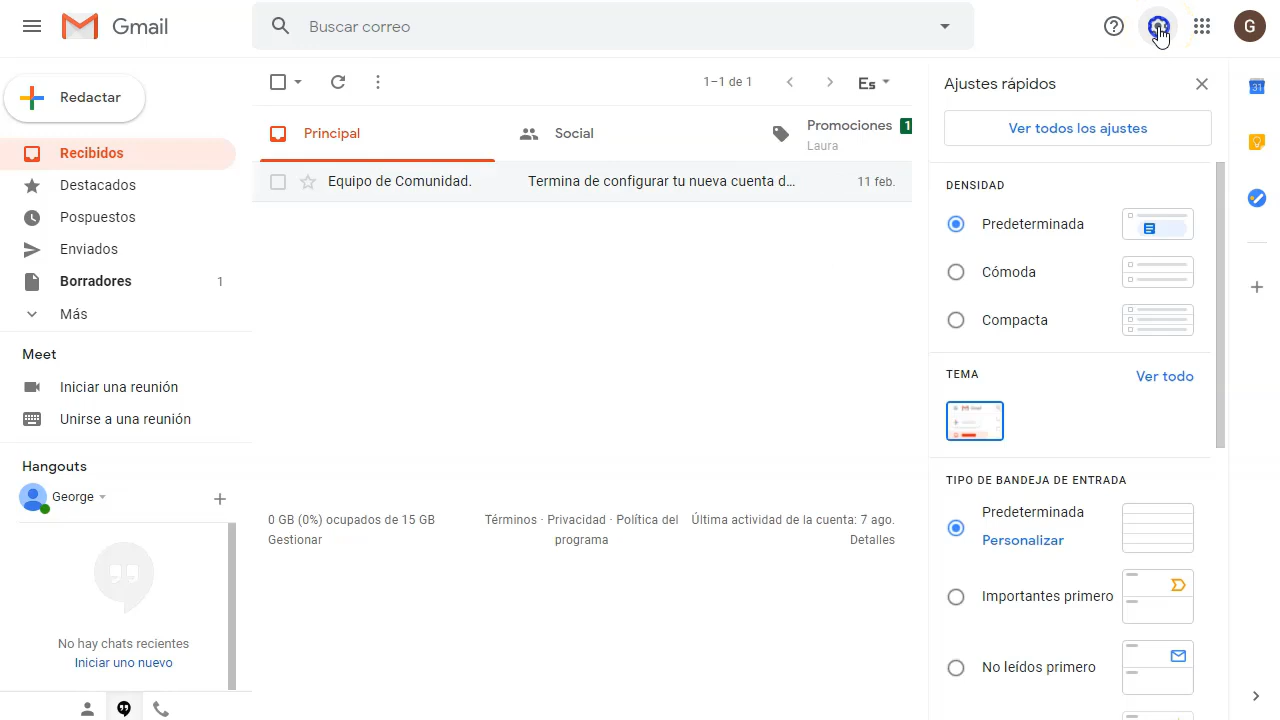 Gmail
Buscar correo
G
Redactar
1–1 de 1
Es
Ajustes rápidos
Ver todos los ajustes
31
Recibidos
Destacados
Pospuestos
Enviados
Borradores 1
Más
Principal
Social
Promociones 1
Laura
Equipo de Comunidad. Termina de configurar tu nueva cuenta d... 11 feb.
DENSIDAD
Predeterminada
Cómoda
Compacta
TEMA Ver todo
TIPO DE BANDEJA DE ENTRADA
Predeterminada
Personalizar
Importantes primero
No leídos primero
Meet
Iniciar una reunión
Unirse a una reunión
Hangouts
George
No hay chats recientes
Iniciar uno nuevo
0 GB (0%) ocupados de 15 GB
Gestionar
Términos · Privacidad · Política del
programa
Última actividad de la cuenta: 7 ago.
Detalles